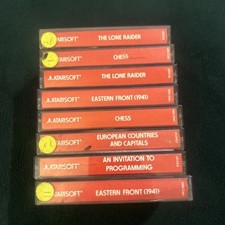 ATARISOFT THE LONE RAIDER
ATARISOFT CHESS
ATARISOFT THE LONE RAIDER
ATARISOFT EASTERN FRONT (1941)
ATARISOFT CHESS
ATARISOFT EUROPEAN COUNTRIES
AND CAPITALS
ATARISOFT AN INVITATION TO
PROGRAMMING
ATARISOFT EASTERN FRONT (1941)